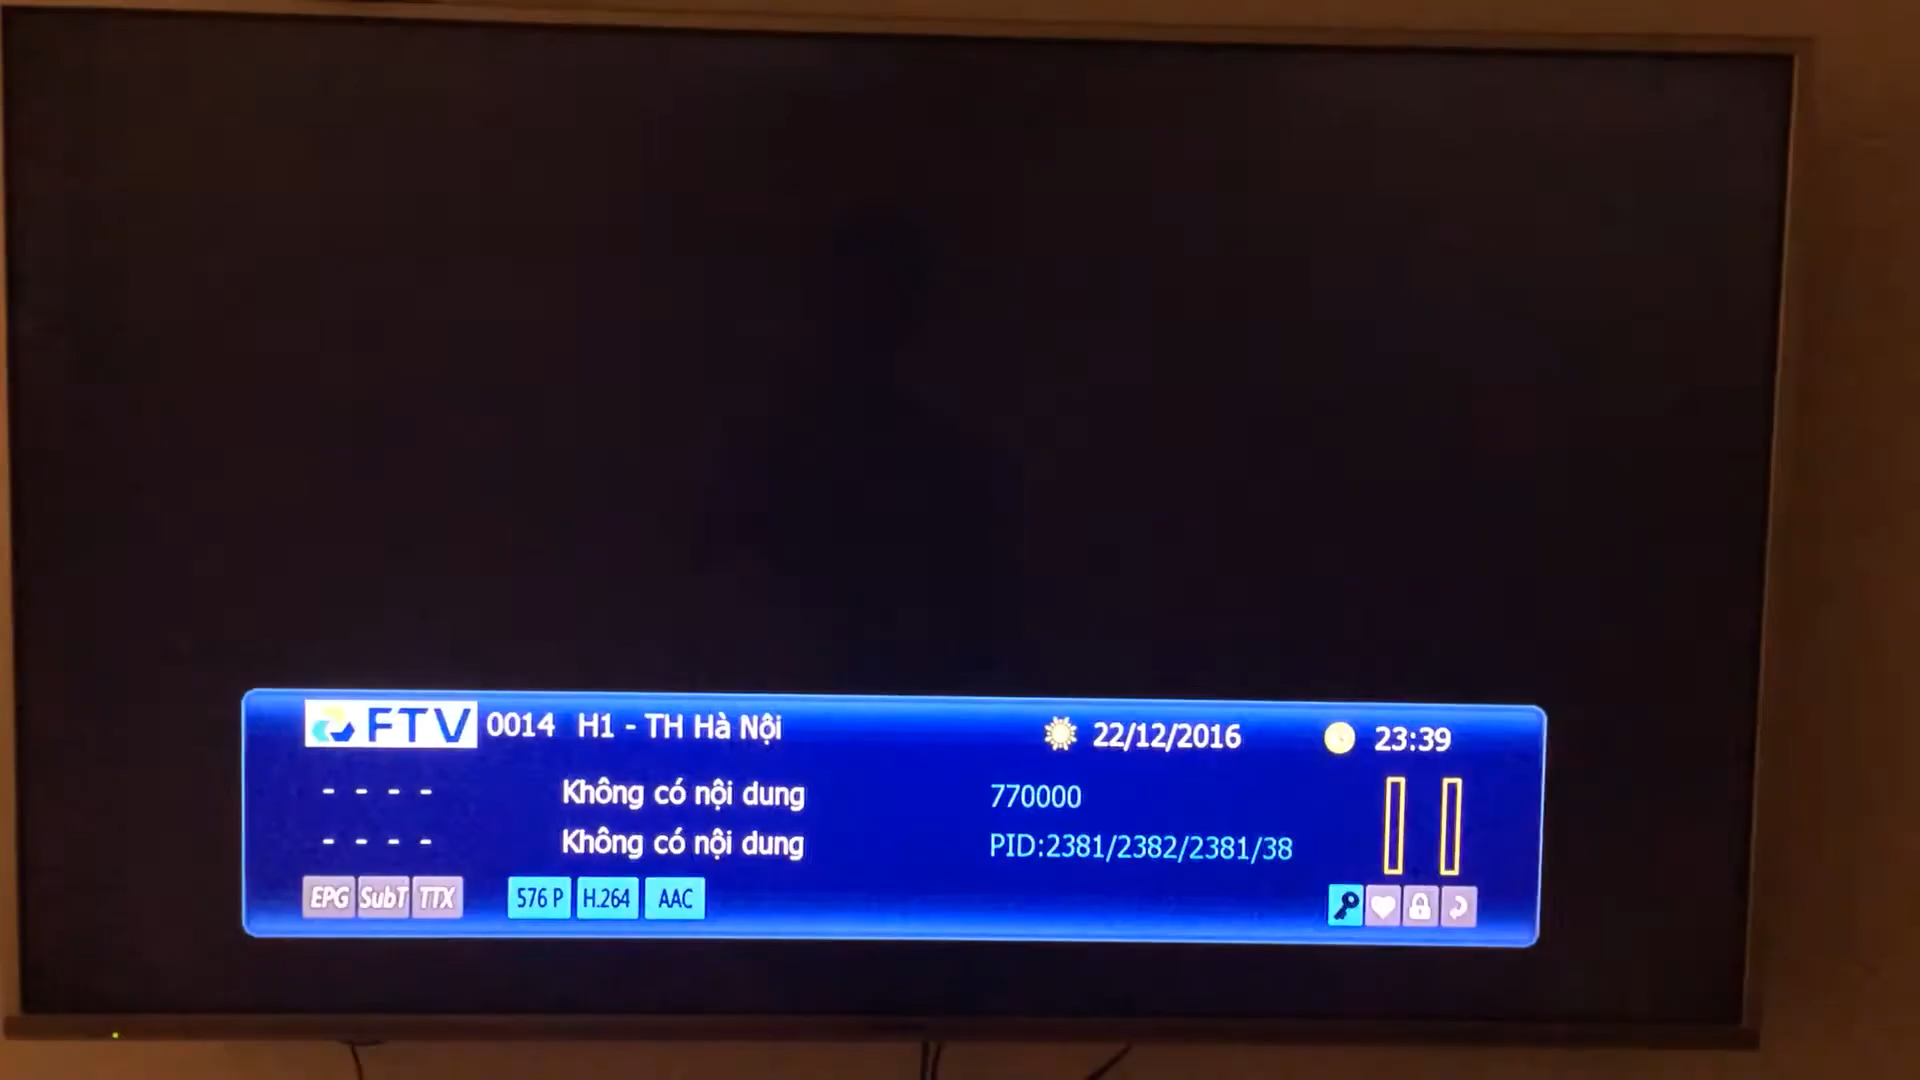 FTV 0014 H1 - TH Hà Nội 22/12/2016 23:39
- - - - Không có nội dung 770000
- - - - Không có nội dung PID:2381/2382/2381/38
EPG SubT TTX 576 P H.264 AAC